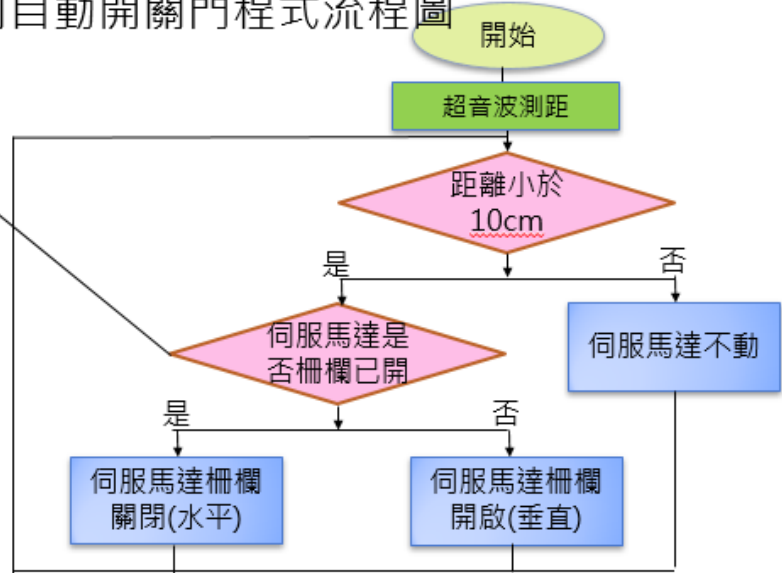 自動開關門程式流程圖
開始
超音波測距
距離小於
10cm
是
否
伺服馬達是
否柵欄已開
伺服馬達不動
是
否
伺服馬達柵欄
關閉(水平)
伺服馬達柵欄
開啟(垂直)